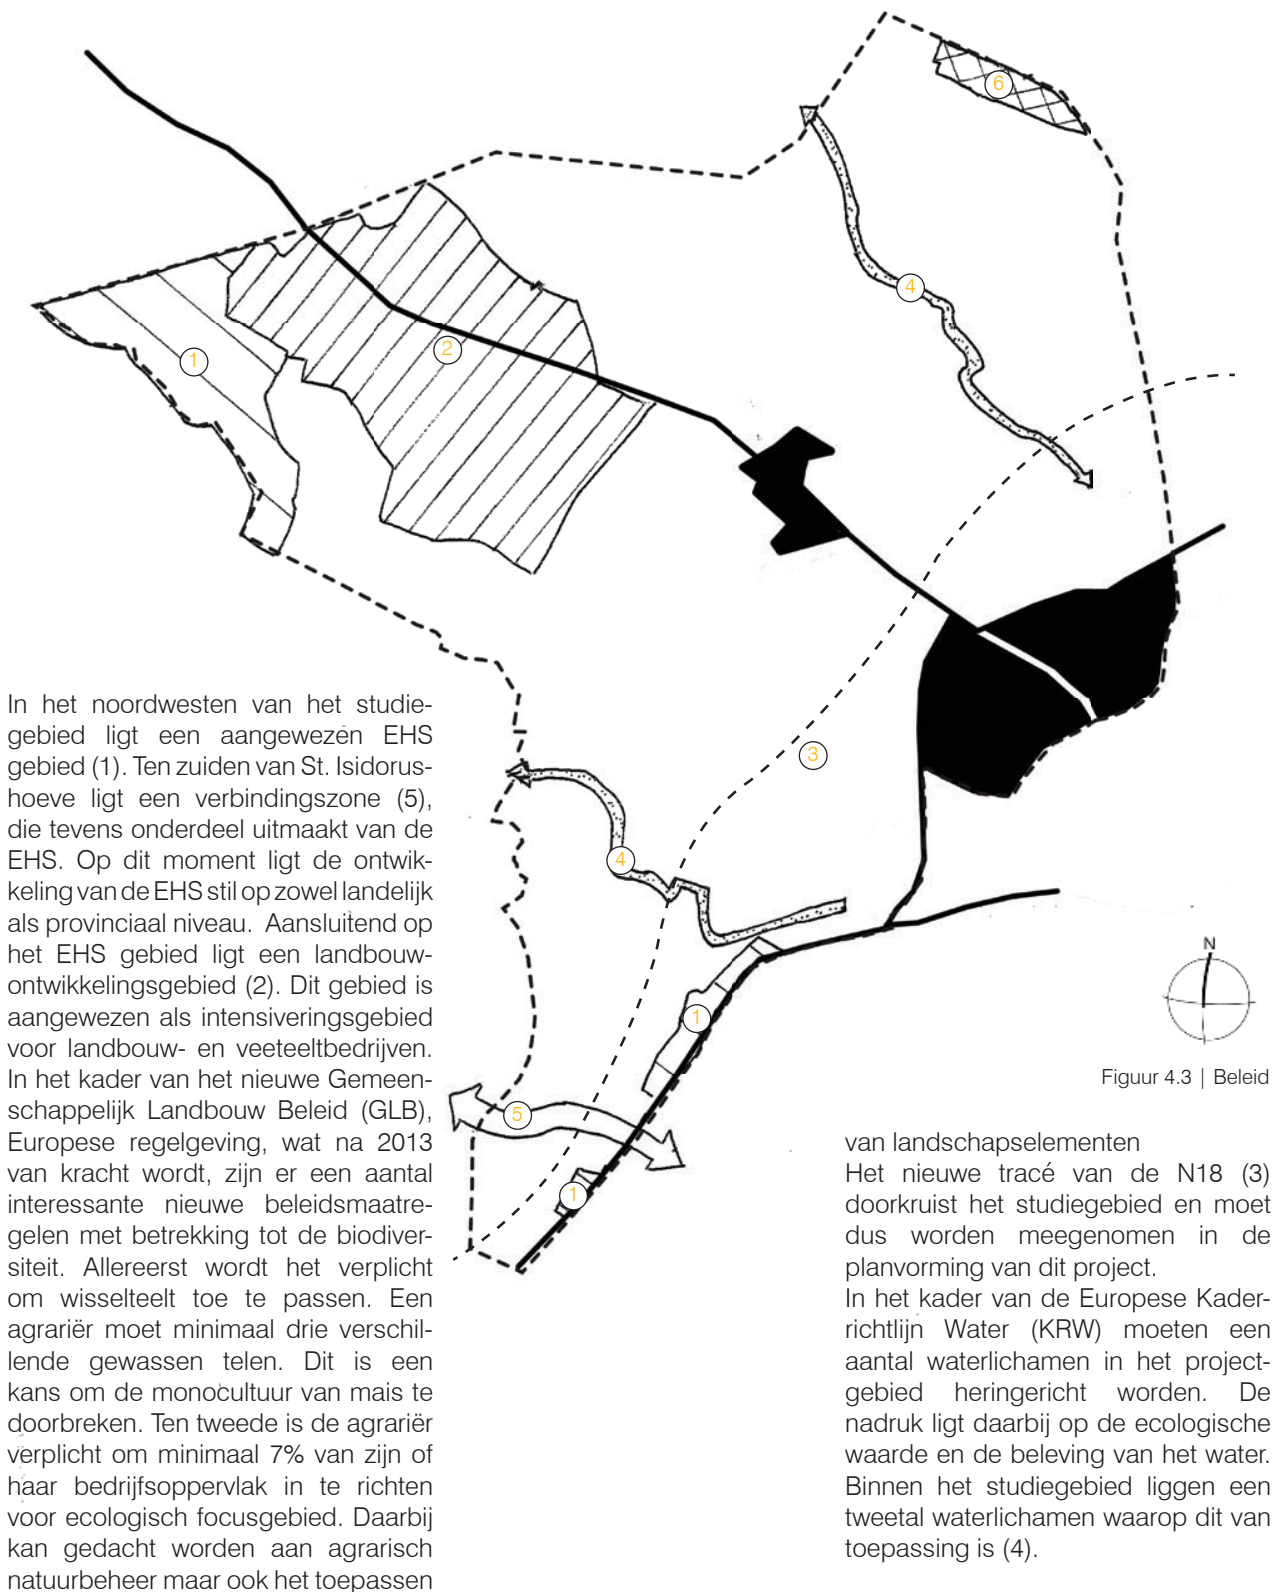 6
4
2
1
3
4
1
5
1
N
Figuur 4.3 | Beleid
In het noordwesten van het studie-
gebied ligt een aangewezen EHS
gebied (1). Ten zuiden van St. Isidorus-
hoeve ligt een verbindingszone (5),
die tevens onderdeel uitmaakt van de
EHS. Op dit moment ligt de ontwik-
keling van de EHS stil op zowel landelijk
als provinciaal niveau. Aansluitend op
het EHS gebied ligt een landbouw-
ontwikkelingsgebied (2). Dit gebied is
aangewezen als intensiveringsgebied
voor landbouw- en veeteeltbedrijven.
In het kader van het nieuwe Gemeen-
schappelijk Landbouw Beleid (GLB),
Europese regelgeving, wat na 2013
van kracht wordt, zijn er een aantal
interessante nieuwe beleidsmaatre-
gelen met betrekking tot de biodiver-
siteit. Allereerst wordt het verplicht
om wisselteelt toe te passen. Een
agrariër moet minimaal drie verschil-
lende gewassen telen. Dit is een
kans om de monocultuur van mais te
doorbreken. Ten tweede is de agrariër
verplicht om minimaal 7% van zijn of
haar bedrijfsoppervlak in te richten
voor ecologisch focusgebied. Daarbij
kan gedacht worden aan agrarisch
natuurbeheer maar ook het toepassen
van landschapselementen
Het nieuwe tracé van de N18 (3)
doorkruist het studiegebied en moet
dus worden meegenomen in de
planvorming van dit project.
In het kader van de Europese Kader-
richtlijn Water (KRW) moeten een
aantal waterlichamen in het project-
gebied heringericht worden. De
nadruk ligt daarbij op de ecologische
waarde en de beleving van het water.
Binnen het studiegebied liggen een
tweetal waterlichamen waarop dit van
toepassing is (4).